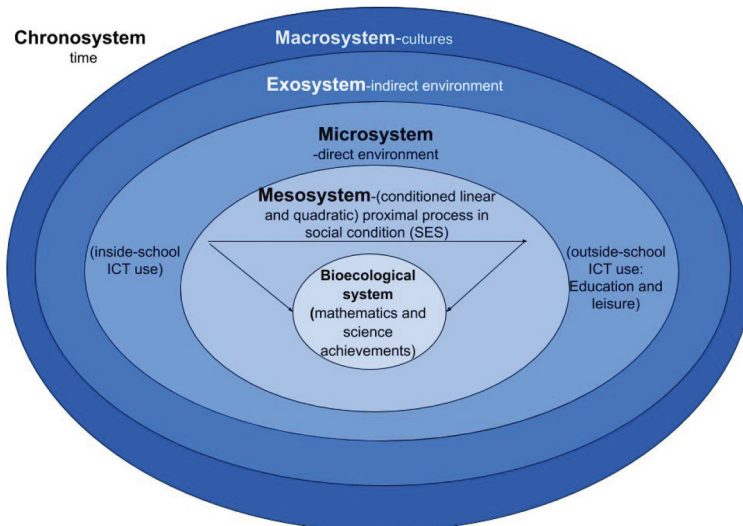 Chronosystem
time
Macrosystem-cultures
Exosystem-indirect environment
Microsystem
-direct environment
Mesosystem-(conditioned linear
and quadratic) proximal process in
social condition (SES)
(inside-school
ICT use)
(outside-school
ICT use:
Education and
leisure)
Bioecological
system
(mathematics and
science
achievements)